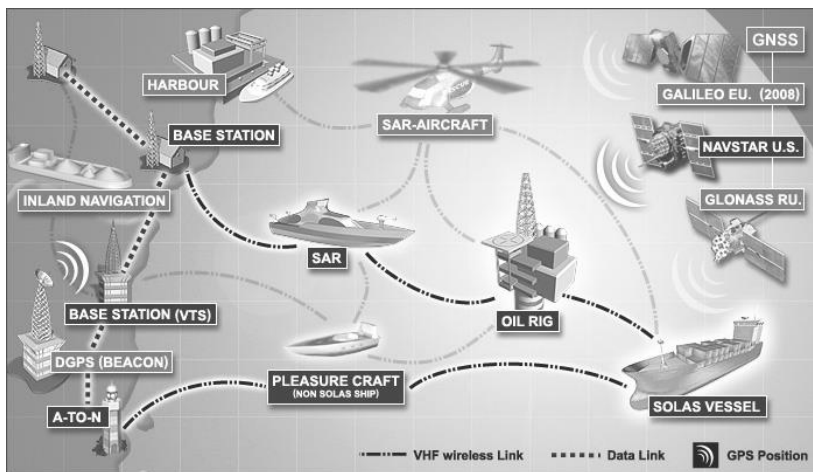 GNSS
HARBOUR
GALILEO EU. (2008)
SAR-AIRCRAFT
BASE STATION
NAVSTAR U.S.
INLAND NAVIGATION
GLONASS RU.
SAR
BASE STATION (VTS)
OIL RIG
DGPS (BEACON)
PLEASURE CRAFT
(NON SOLAS SHIP)
A-TO-N
SOLAS VESSEL
VHF wireless Link
Data Link
GPS Position